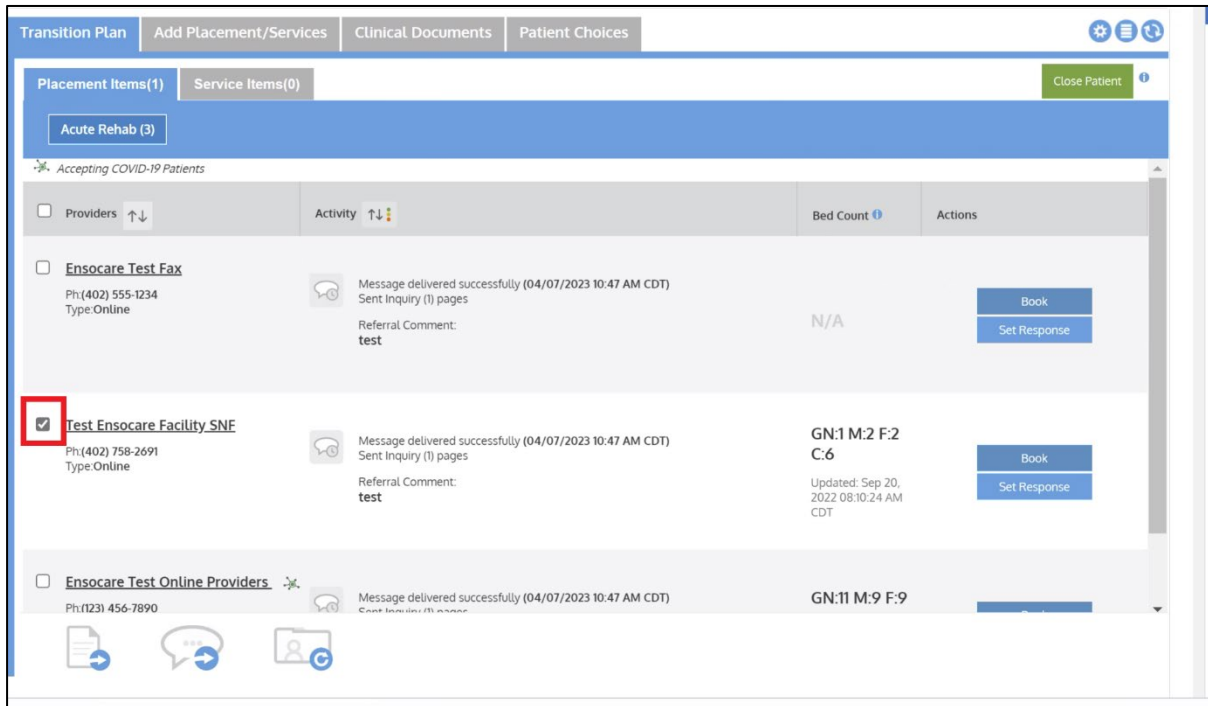 Transition Plan Add Placement/Services Clinical Documents Patient Choices
Placement Items(1) Service Items(0) Close Patient
Acute Rehab (3)
Accepting COVID-19 Patients
Providers Activity Bed Count Actions
Ensocare Test Fax
Ph:(402) 555-1234
Type:Online
Message delivered successfully (04/07/2023 10:47 AM CDT)
Sent Inquiry (1) pages
Referral Comment:
test
N/A
Book
Set Response
Test Ensocare Facility SNF
Ph:(402) 758-2691
Type:Online
Message delivered successfully (04/07/2023 10:47 AM CDT)
Sent Inquiry (1) pages
Referral Comment:
test
GN:1 M:2 F:2
C:6
Updated: Sep 20,
2022 08:10:24 AM
CDT
Book
Set Response
Ensocare Test Online Providers
Ph:(123) 456-7890
Message delivered successfully (04/07/2023 10:47 AM CDT)
Sent Inquiry (1) pages
GN:11 M:9 F:9